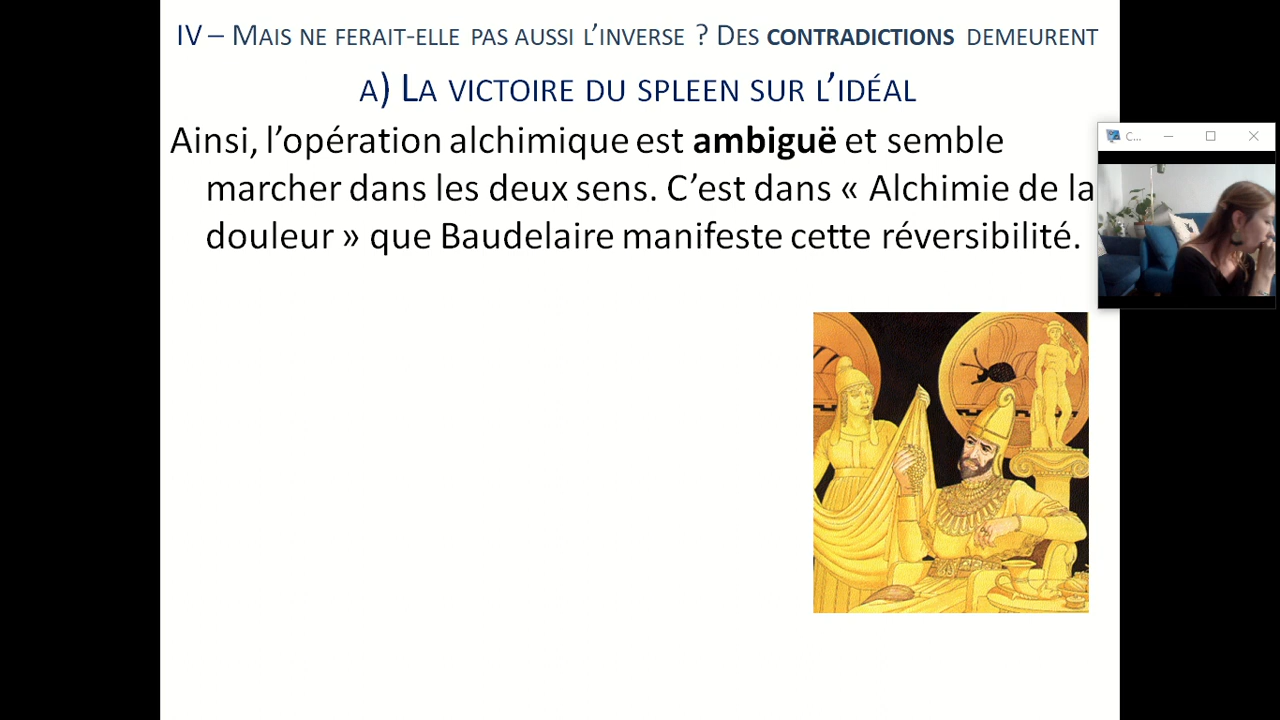 IV – MAIS NE FERAIT-ELLE PAS AUSSI L’INVERSE ? DES CONTRADICTIONS DEMEURENT
A) LA VICTOIRE DU SPLEEN SUR L’IDÉAL
Ainsi, l’opération alchimique est ambiguë et semble
marcher dans les deux sens. C’est dans « Alchimie de la
douleur » que Baudelaire manifeste cette réversibilité.
C...